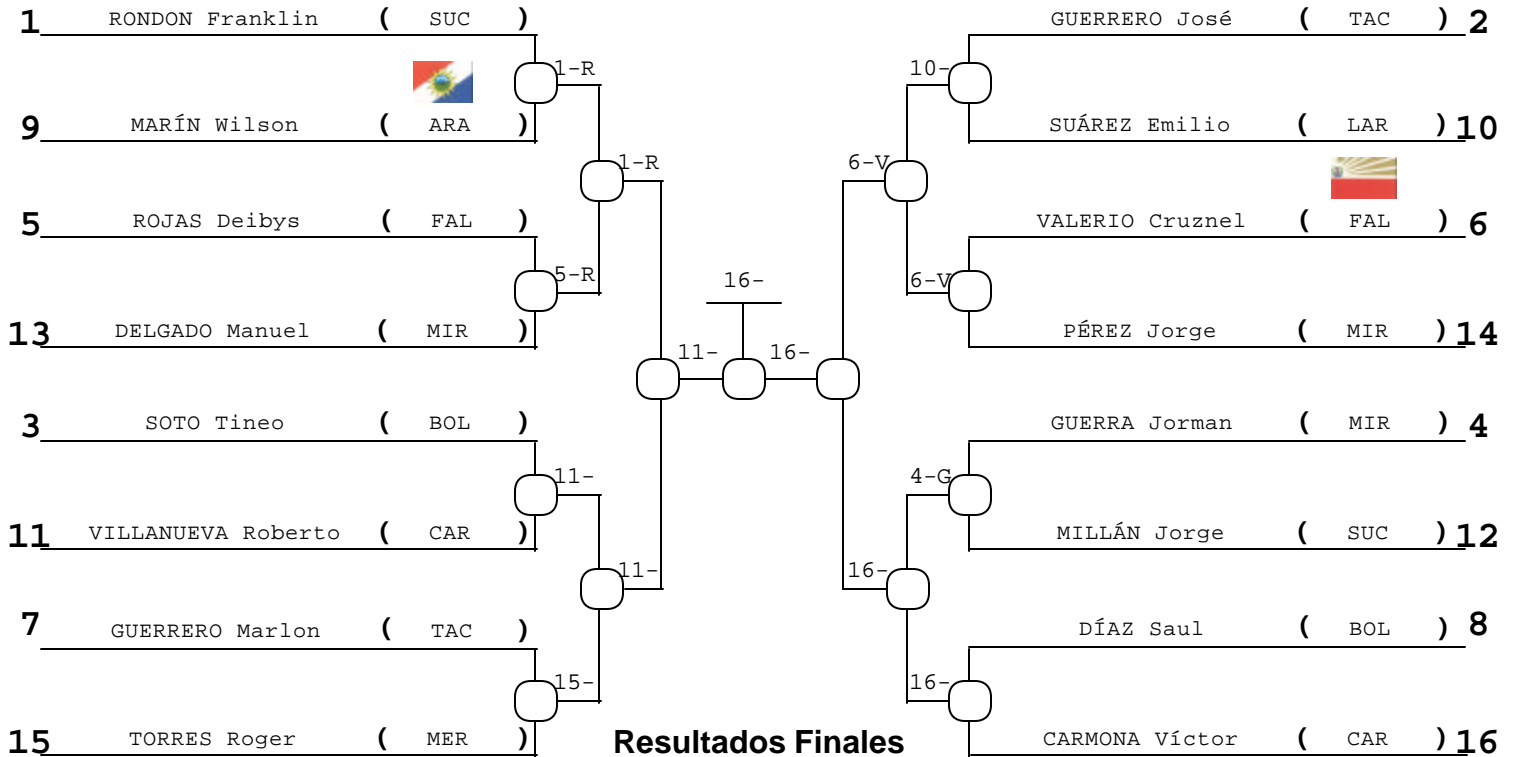 1 RONDON Franklin ( SUC ) GUERRERO José ( TAC ) 2
1-R 10-
9 MARÍN Wilson ( ARA ) SUÁREZ Emilio ( LAR ) 10
1-R 6-V
5 ROJAS Deibys ( FAL ) VALERIO Cruznel ( FAL ) 6
5-R 16- 6-V
13 DELGADO Manuel ( MIR ) PÉREZ Jorge ( MIR ) 14
11- 16-
3 SOTO Tineo ( BOL ) GUERRA Jorman ( MIR ) 4
11- 4-G
11 VILLANUEVA Roberto ( CAR ) MILLÁN Jorge ( SUC ) 12
11- 16-
7 GUERRERO Marlon ( TAC ) DÍAZ Saul ( BOL ) 8
15- 16-
15 TORRES Roger ( MER ) Resultados Finales CARMONA Víctor ( CAR ) 16